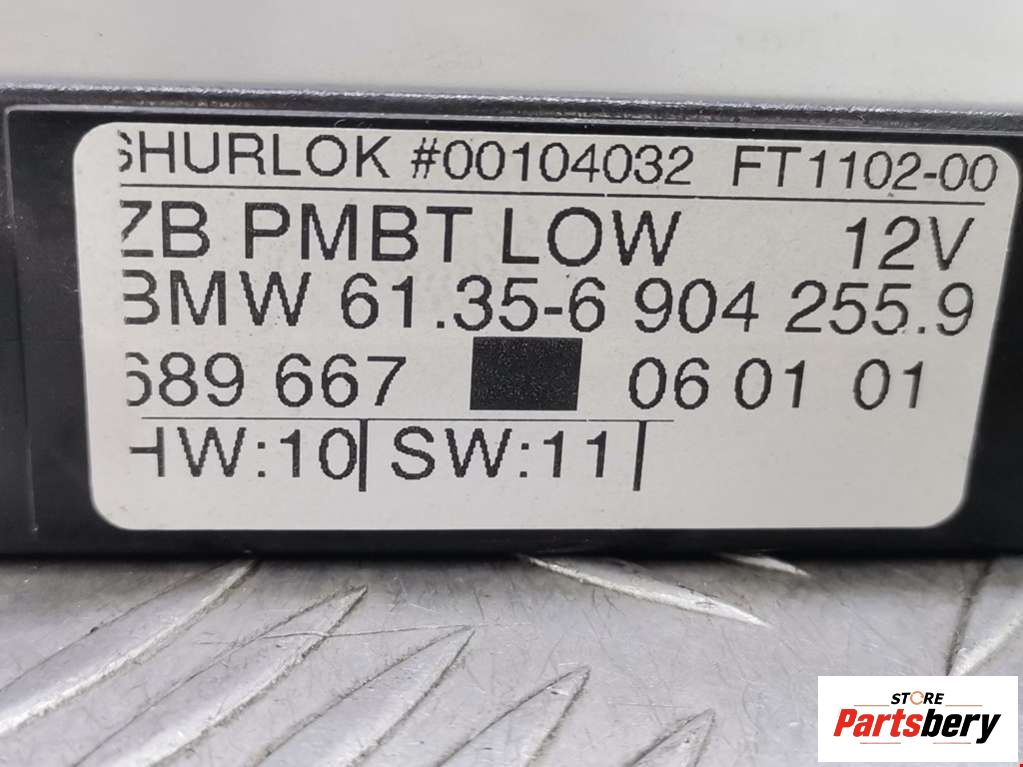 SHURLOK #00104032 FT1102-00
ZB PMBT LOW 12V
BMW 61.35-6 904 255.9
689 667 06 01 01
HW:10| SW:11|
STORE
Partsbery